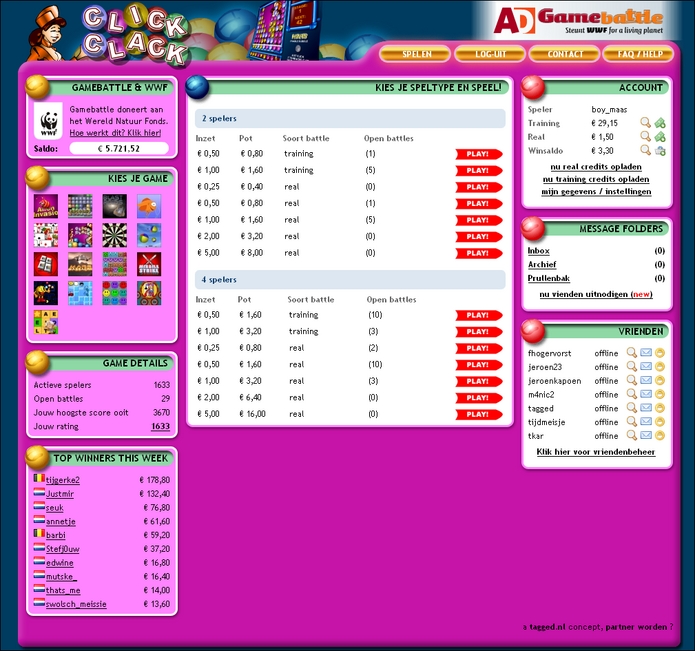 CLICK
CLACK
AD Gamebattle
Steunt WWF for a living planet
SPELEN
LOG UIT
CONTACT
FAQ / HELP
GAMEBATTLE & WWF
Gamebattle doneert aan
het Wereld Natuur Fonds.
Hoe werkt dit? Klik hier!
WWF
Saldo: € 5.721,52
KIES JE GAME
GAME DETAILS
Actieve spelers 1633
Open battles 29
Jouw hoogste score ooit 3670
Jouw rating 1633
TOP WINNERS THIS WEEK
tijgerke2 € 178,80
Justmir € 132,40
seuk € 76,80
annetje € 61,60
barbi € 59,20
Stefj0uw € 37,20
edwine € 16,80
mutske_ € 16,40
thats_me € 14,00
swolsch_meissie € 13,60
KIES JE SPELTYPE EN SPEEL!
2 spelers
Inzet Pot Soort battle Open battles
€ 0,50 € 0,80 training (1) PLAY!
€ 1,00 € 1,60 training (5) PLAY!
€ 0,25 € 0,40 real (0) PLAY!
€ 0,50 € 0,80 real (1) PLAY!
€ 1,00 € 1,60 real (5) PLAY!
€ 2,00 € 3,20 real (0) PLAY!
€ 5,00 € 8,00 real (0) PLAY!
4 spelers
Inzet Pot Soort battle Open battles
€ 0,50 € 1,60 training (10) PLAY!
€ 1,00 € 3,20 training (3) PLAY!
€ 0,25 € 0,80 real (2) PLAY!
€ 0,50 € 1,60 real (10) PLAY!
€ 1,00 € 3,20 real (3) PLAY!
€ 2,00 € 6,40 real (0) PLAY!
€ 5,00 € 16,00 real (0) PLAY!
ACCOUNT
Speler boy_maas
Training € 29,15
Real € 1,50
Winsaldo € 3,30
nu real credits opladen
nu training credits opladen
mijn gegevens / instellingen
MESSAGE FOLDERS
Inbox (0)
Archief (0)
Prullenbak (0)
nu vrienden uitnodigen (new)
VRIENDEN
fhogervorst offline
jeroen23 offline
jeroenkapoen offline
m4nic2 offline
tagged offline
tijdmeisje offline
tkar offline
Klik hier voor vriendenbeheer
a tagged.nl concept, partner worden ?